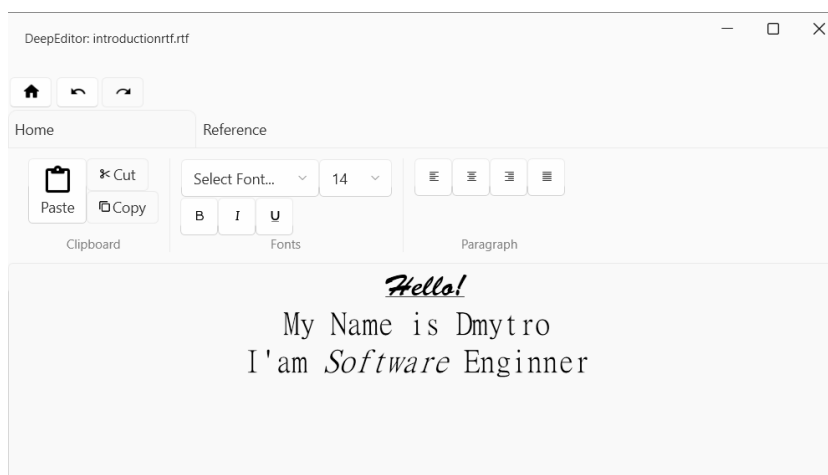 DeepEditor: introductionrtf.rtf
Home
Reference
Paste
Cut
Copy
Clipboard
Select Font...
14
B I U
Fonts
Paragraph
Hello!
My Name is Dmytro
I'am Software Enginner